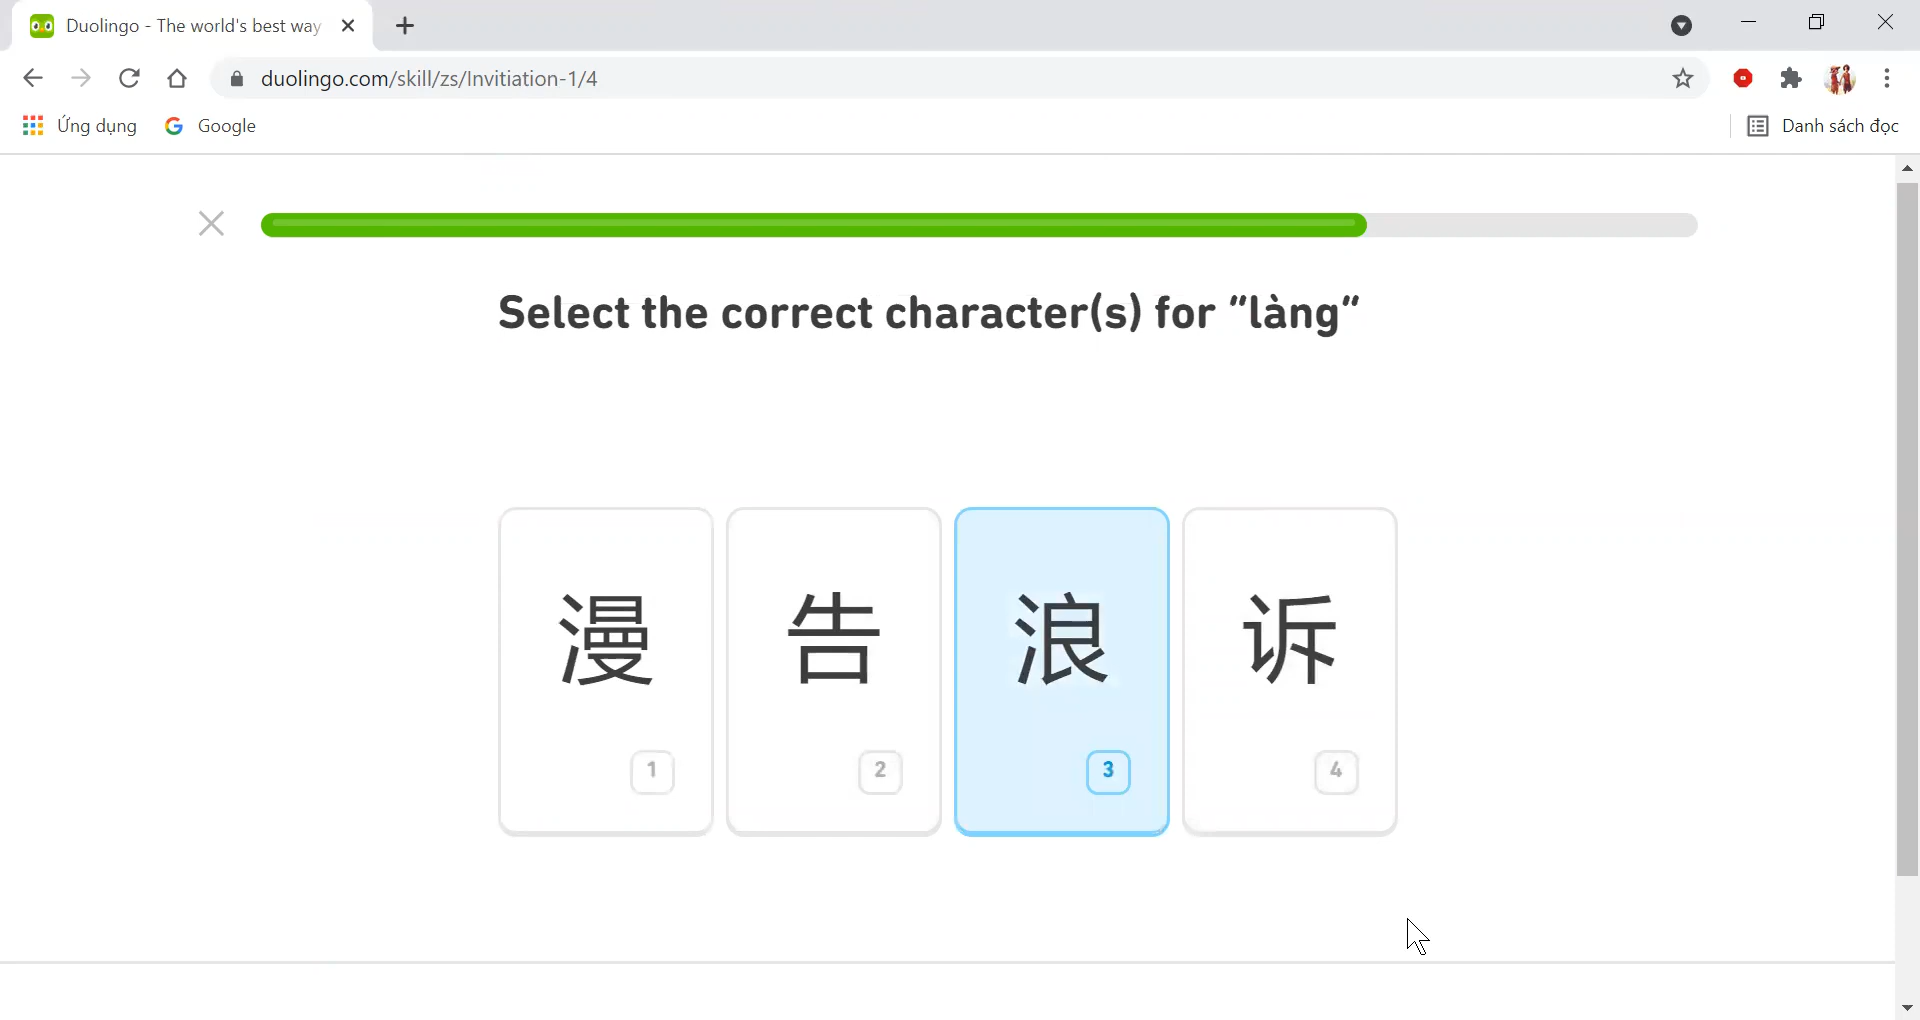 Duolingo - The world's best way
duolingo.com/skill/zs/Invitiation-1/4
Ứng dụng Google Danh sách đọc
Select the correct character(s) for "làng"
漫 告 浪 诉
1 2 3 4